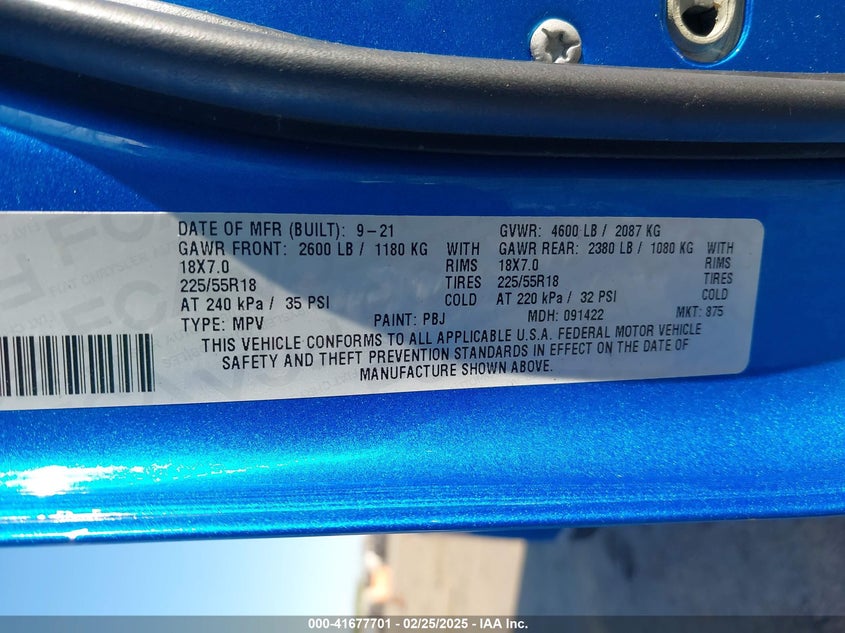 DATE OF MFR (BUILT): 9-21 GVWR: 4600 LB / 2087 KG
GAWR FRONT: 2600 LB / 1180 KG WITH GAWR REAR: 2380 LB / 1080 KG WITH
18X7.0 RIMS 18X7.0 RIMS
225/55R18 TIRES 225/55R18 TIRES
AT 240 kPa / 35 PSI COLD AT 220 kPa / 32 PSI COLD
TYPE: MPV PAINT: PBJ MDH: 091422 MKT: 875
THIS VEHICLE CONFORMS TO ALL APPLICABLE U.S.A. FEDERAL MOTOR VEHICLE
SAFETY AND THEFT PREVENTION STANDARDS IN EFFECT ON THE DATE OF
MANUFACTURE SHOWN ABOVE.
000-41677701 - 02/25/2025 - IAA Inc.